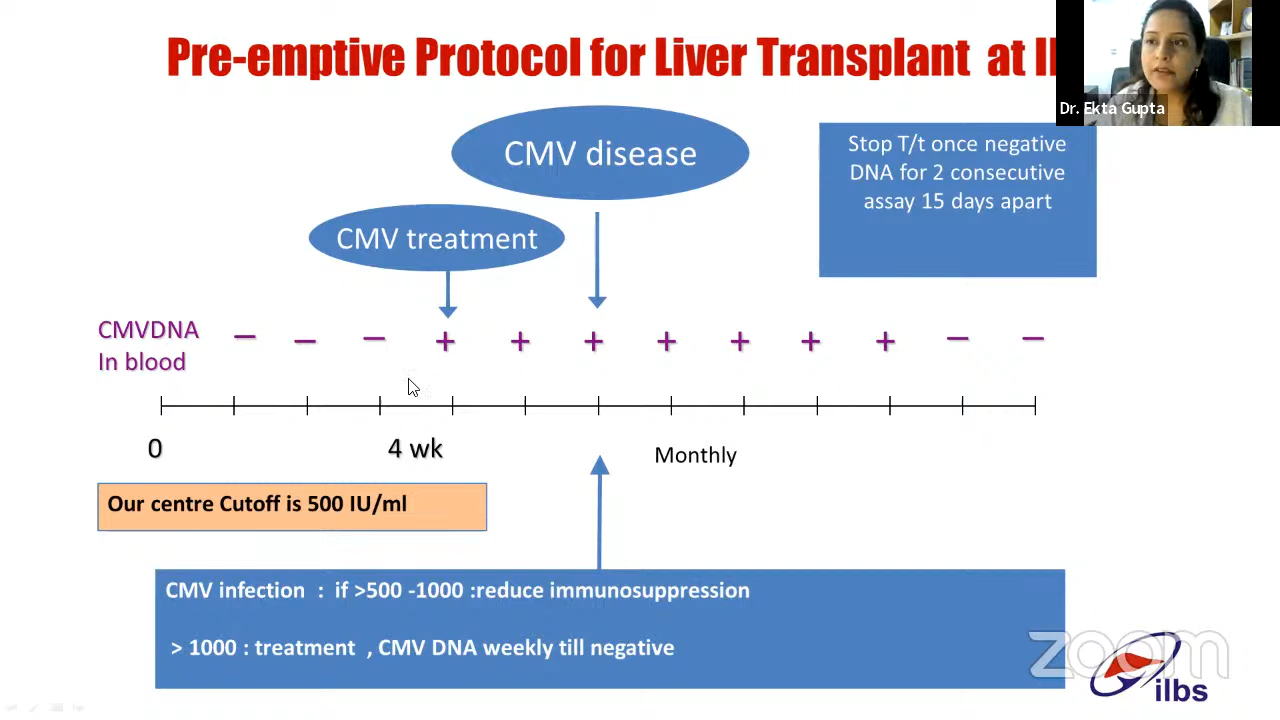 Pre-emptive Protocol for Liver Transplant at
Dr. Ekta Gupta
CMV disease
Stop T/t once negative
DNA for 2 consecutive
assay 15 days apart
CMV treatment
CMVDNA
In blood
− − − + + + + + + + − −
0
4 wk
Monthly
Our centre Cutoff is 500 IU/ml
CMV infection : if >500 -1000 :reduce immunosuppression
> 1000 : treatment , CMV DNA weekly till negative
zoom
ilbs